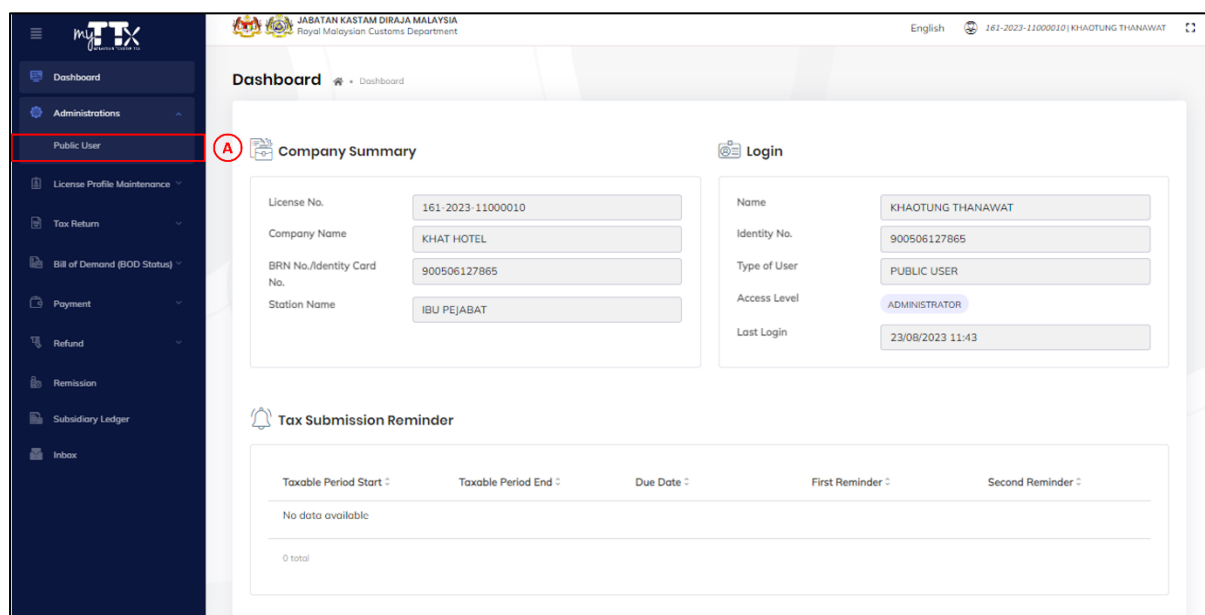 myTTx
JABATAN KASTAM DIRAJA MALAYSIA
Royal Malaysian Customs Department
English
161-2023-11000010 | KHAOTUNG THANAWAT
Dashboard
Administrations
Public User
License Profile Maintenance
Tax Return
Bill of Demand (BOD Status)
Payment
Refund
Remission
Subsidiary Ledger
Inbox
A
Dashboard • Dashboard
Company Summary
License No. 161-2023-11000010
Company Name KHAT HOTEL
BRN No./Identity Card
No. 900506127865
Station Name IBU PEJABAT
Login
Name KHAOTUNG THANAWAT
Identity No. 900506127865
Type of User PUBLIC USER
Access Level ADMINISTRATOR
Last Login 23/08/2023 11:43
Tax Submission Reminder
Taxable Period Start Taxable Period End Due Date First Reminder Second Reminder
No data available
0 total